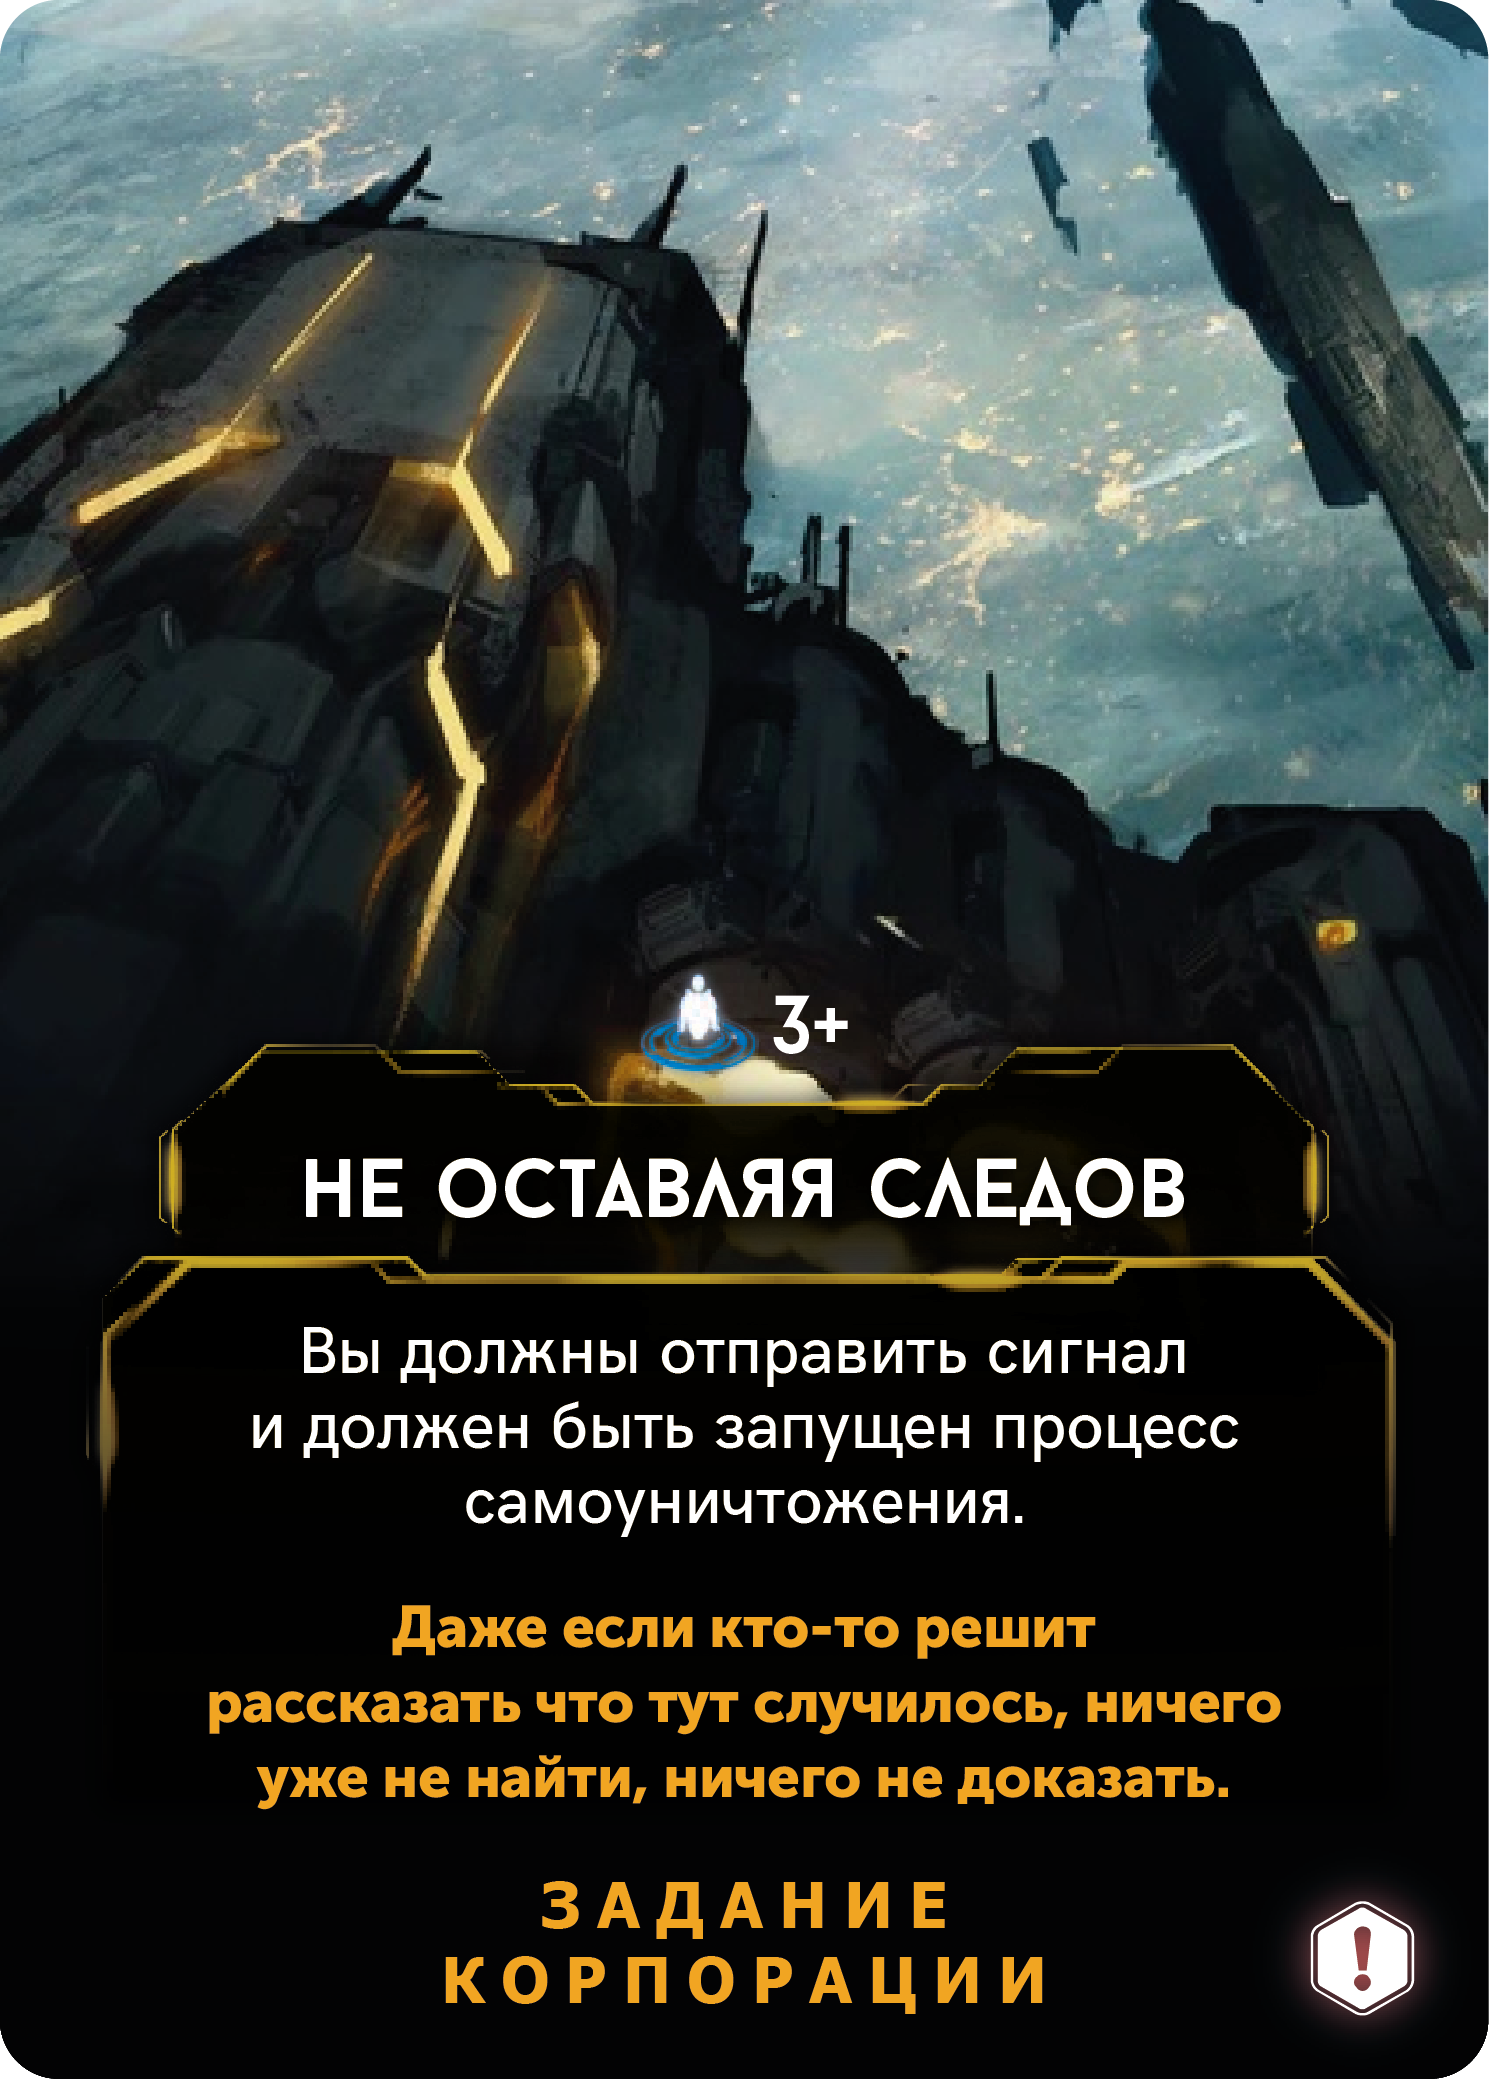 3+
НЕ ОСТАВЛЯЯ СЛЕДОВ
Вы должны отправить сигнал
и должен быть запущен процесс
самоуничтожения.
Даже если кто-то решит
рассказать что тут случилось, ничего
уже не найти, ничего не доказать.
ЗАДАНИЕ
КОРПОРАЦИИ
!